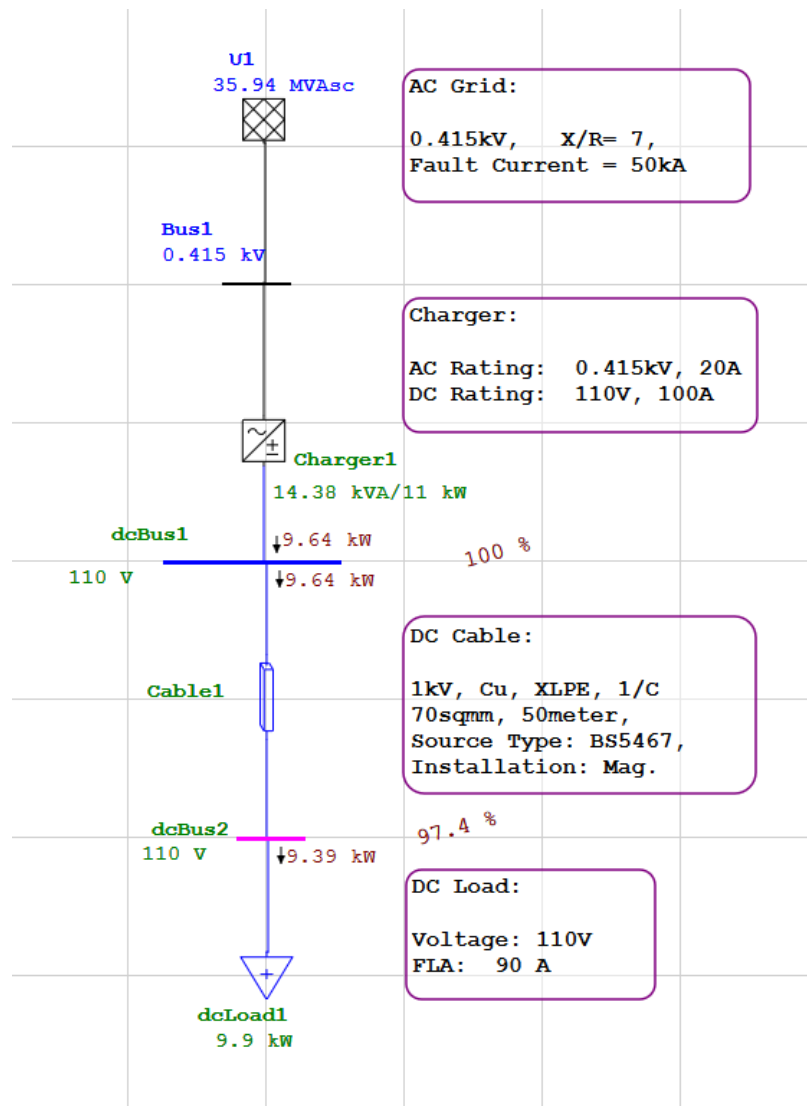 U1
35.94 MVAsc
AC Grid:
0.415kV, X/R= 7,
Fault Current = 50kA
Bus1
0.415 kV
Charger:
AC Rating: 0.415kV, 20A
DC Rating: 110V, 100A
Charger1
14.38 kVA/11 kW
dcBus1
9.64 kW
100 %
110 V
9.64 kW
DC Cable:
1kV, Cu, XLPE, 1/C
70sqmm, 50meter,
Source Type: BS5467,
Installation: Mag.
Cable1
dcBus2
97.4 %
110 V
9.39 kW
DC Load:
Voltage: 110V
FLA: 90 A
dcLoad1
9.9 kW